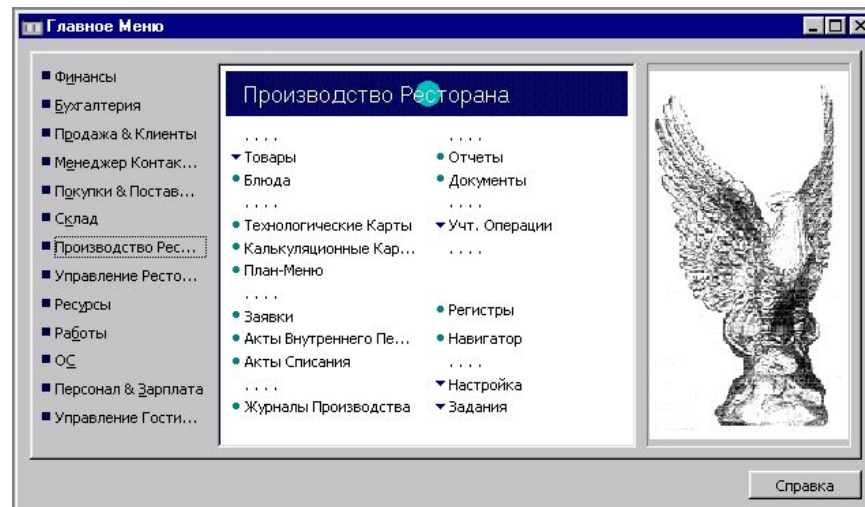 Главное Меню
Финансы
Бухгалтерия
Продажа & Клиенты
Менеджер Контак...
Покупки & Постав...
Склад
Производство Рес...
Управление Ресто...
Ресурсы
Работы
ОС
Персонал & Зарплата
Управление Гости...
Производство Ресторана
. . . .
Товары
Блюда
. . . .
Технологические Карты
Калькуляционные Кар...
План-Меню
. . . .
Заявки
Акты Внутреннего Пе...
Акты Списания
. . . .
Журналы Производства
. . . .
Отчеты
Документы
. . . .
Учт. Операции
. . . .
Регистры
Навигатор
. . . .
Настройка
Задания
Справка